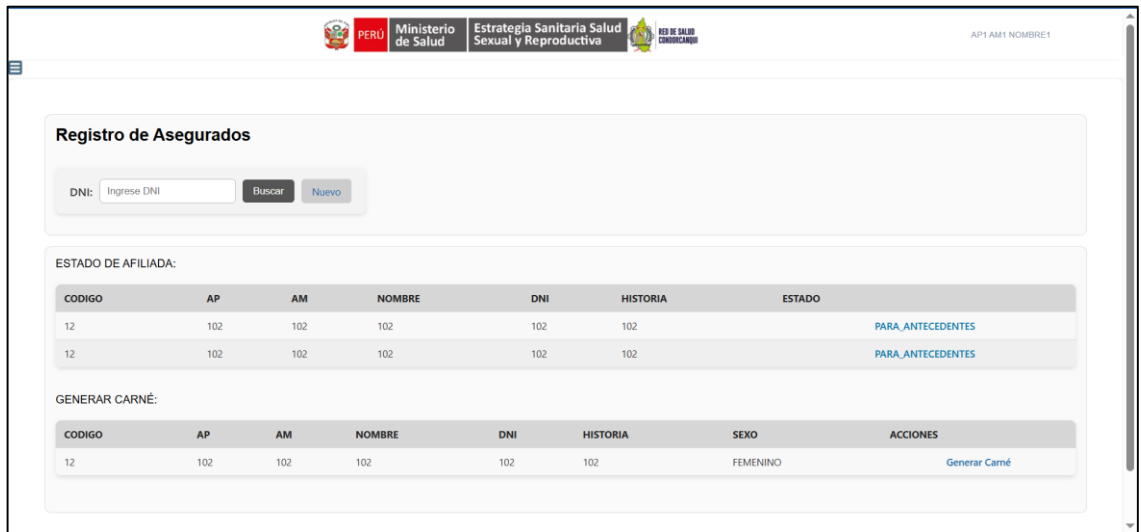 PERÚ Ministerio de Salud Estrategia Sanitaria Salud Sexual y Reproductiva RED DE SALUD CONDORCANQUI AP1 AM1 NOMBRE1
Registro de Asegurados
DNI: Ingrese DNI Buscar Nuevo
ESTADO DE AFILIADA:
CODIGO AP AM NOMBRE DNI HISTORIA ESTADO
12 102 102 102 102 102 PARA_ANTECEDENTES
12 102 102 102 102 102 PARA_ANTECEDENTES
GENERAR CARNÉ:
CODIGO AP AM NOMBRE DNI HISTORIA SEXO ACCIONES
12 102 102 102 102 102 FEMENINO Generar Carné